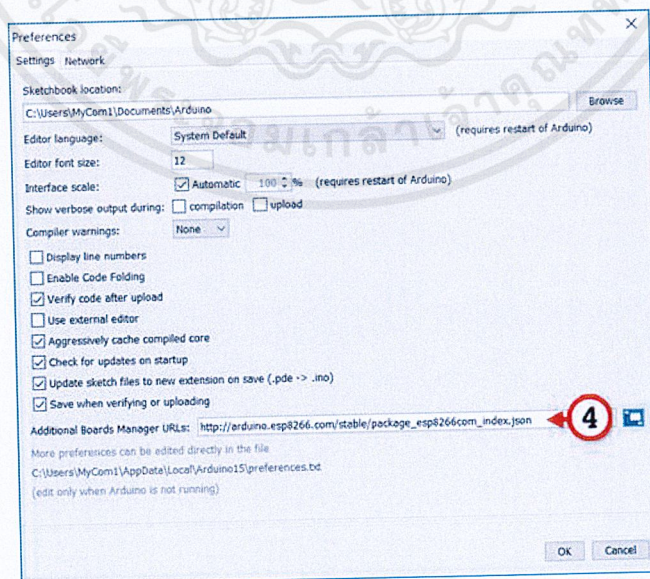 Preferences
Settings Network
Sketchbook location:
C:\Users\MyCom1\Documents\Arduino Browse
Editor language: System Default (requires restart of Arduino)
Editor font size: 12
Interface scale: Automatic 100 % (requires restart of Arduino)
Show verbose output during: compilation upload
Compiler warnings: None
Display line numbers
Enable Code Folding
Verify code after upload
Use external editor
Aggressively cache compiled core
Check for updates on startup
Update sketch files to new extension on save (.pde -> .ino)
Save when verifying or uploading
Additional Boards Manager URLs: http://arduino.esp8266.com/stable/package_esp8266com_index.json 4
More preferences can be edited directly in the file
C:\Users\MyCom1\AppData\Local\Arduino15\preferences.txt
(edit only when Arduino is not running)
OK Cancel